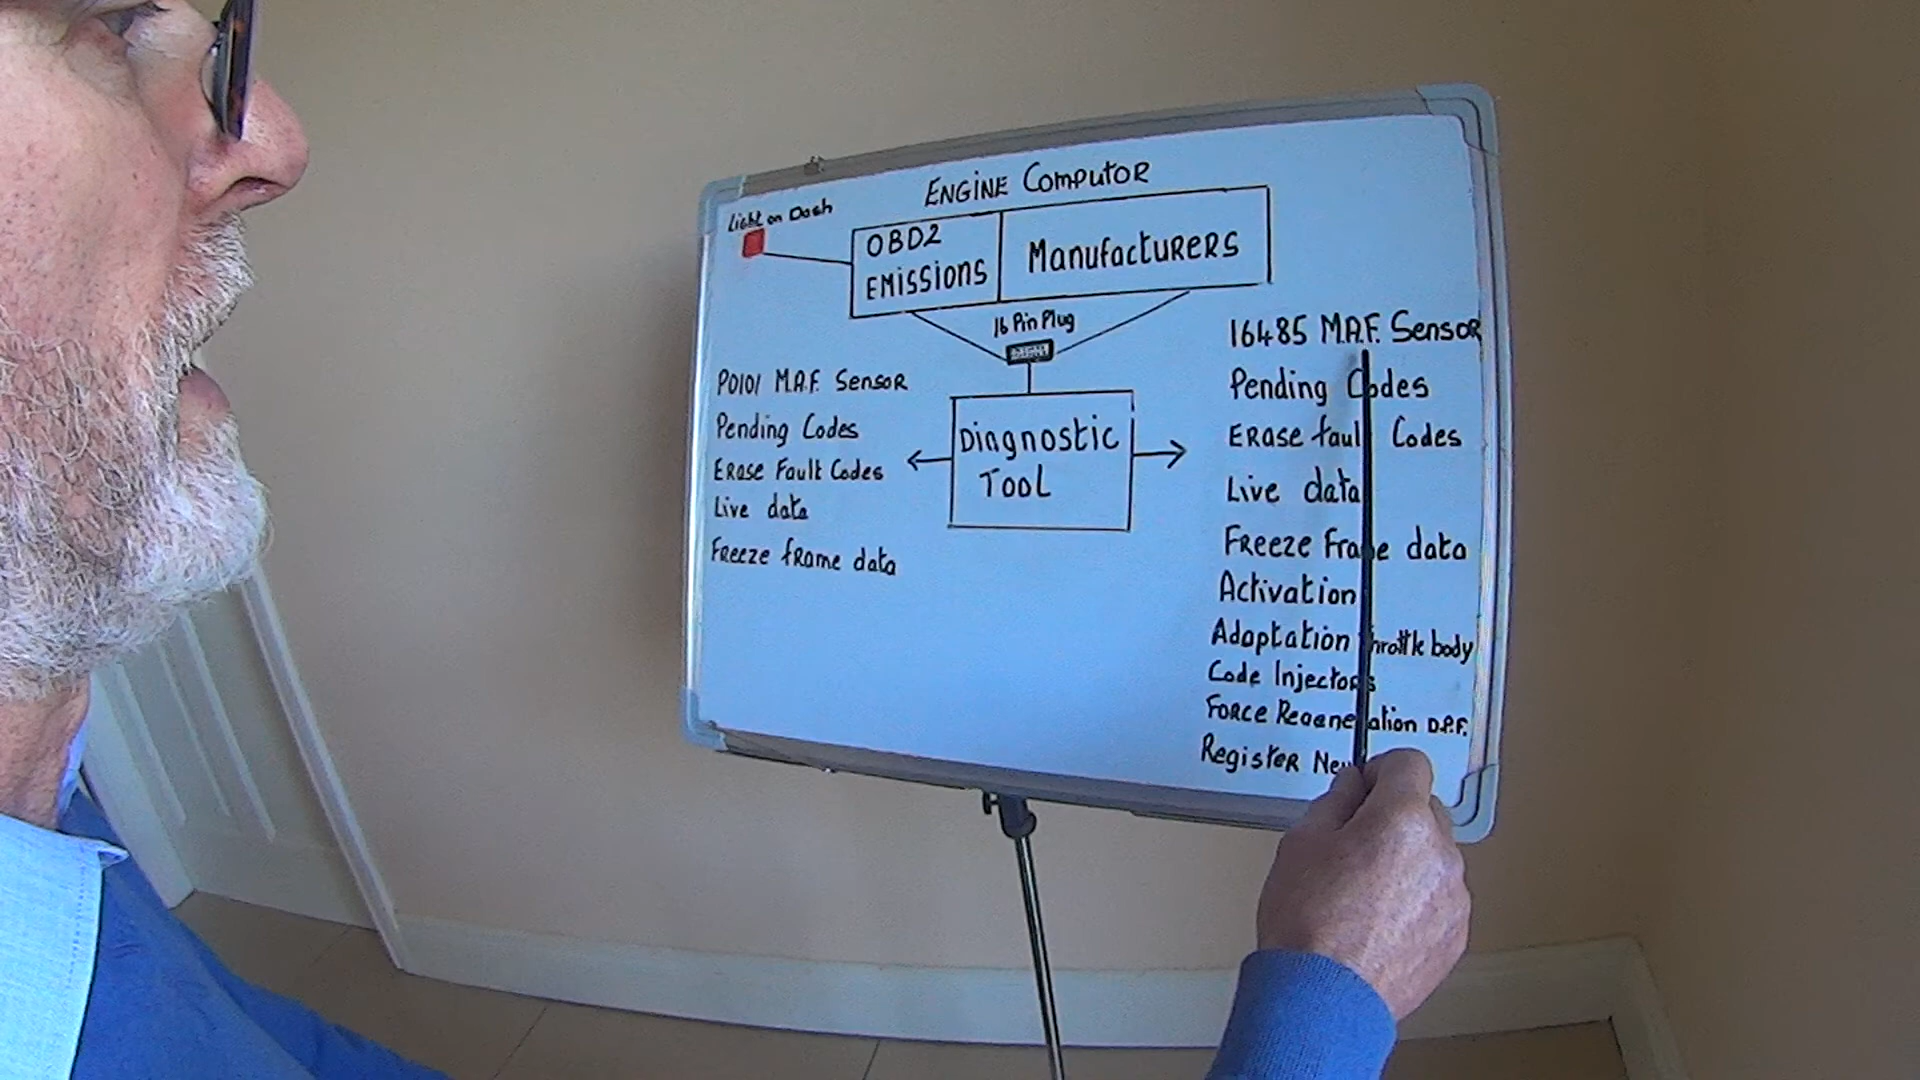 ENGINE COMPUTOR
Light on Dash
OBD2
EMISSIONS
MANUFACTURERS
16 Pin Plug
P0101 M.A.F. SENSOR
Pending Codes
ERASE FAULT CODES
Live data
FREEZE FRAME data
Diagnostic
TOOL
16485 M.A.F. SENSOR
Pending Codes
ERASE fault Codes
Live data
FREEZE Frame data
Activation
Adaptation throttle body
Code Injectors
FORCE Regeneration D.P.F.
Register New